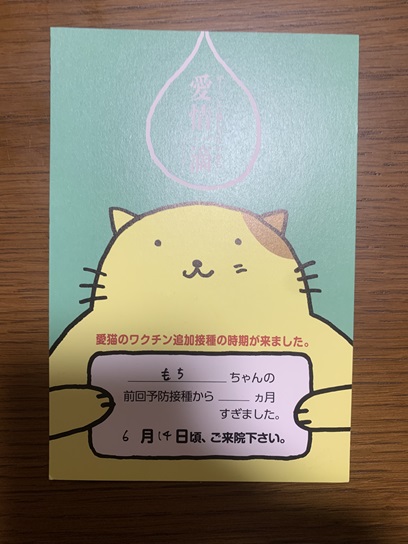 愛猫のワクチン追加接種の時期が来ました。
もち ちゃんの
前回予防接種から ヵ月
すぎました。
6月14日頃、ご来院下さい。